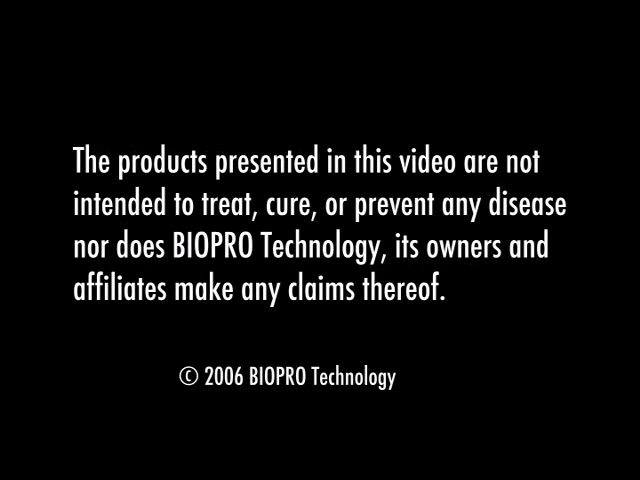 The products presented in this video are not
intended to treat, cure, or prevent any disease
nor does BIOPRO Technology, its owners and
affiliates make any claims thereof.
© 2006 BIOPRO Technology